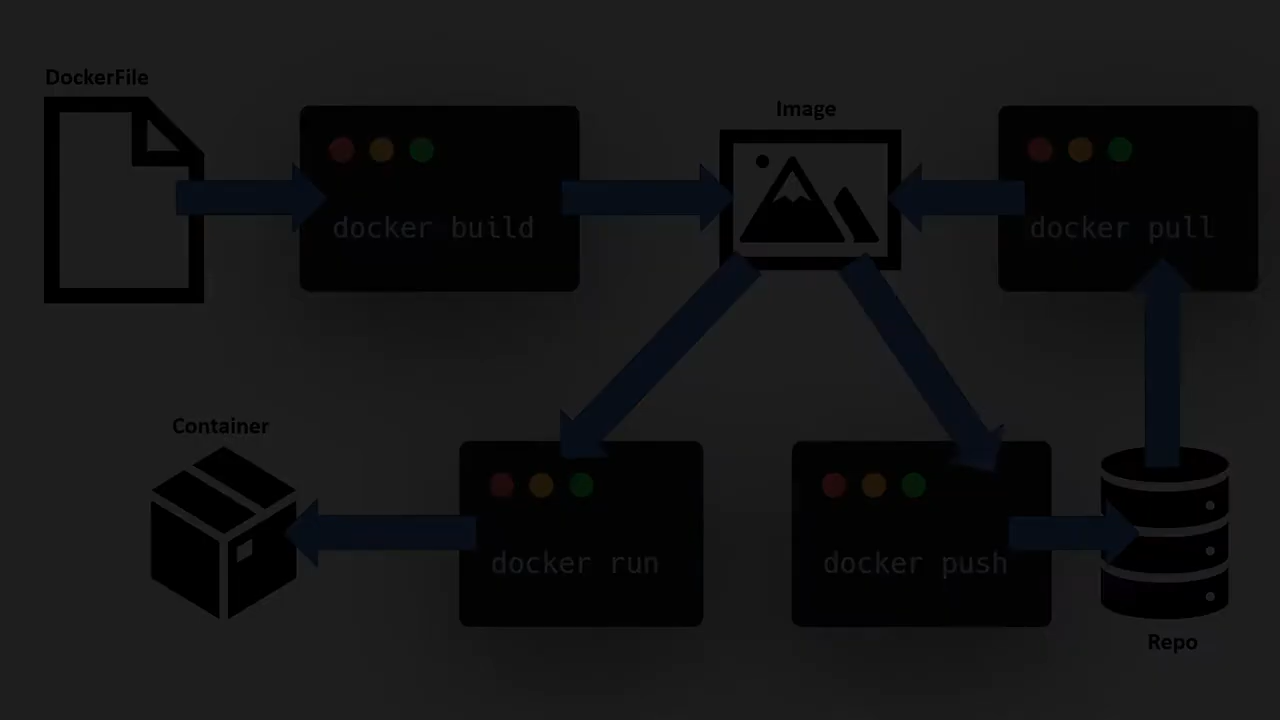 DockerFile
Image
docker build
docker pull
Container
docker run
docker push
Repo